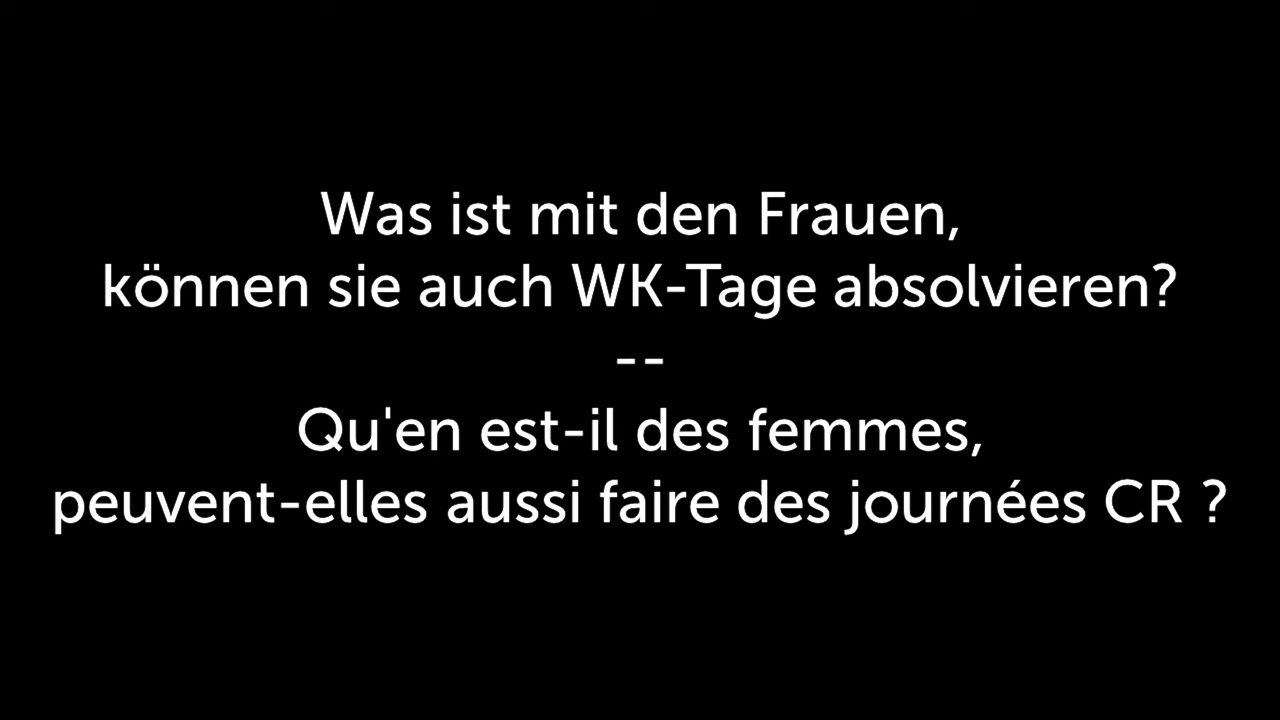 Was ist mit den Frauen,
können sie auch WK-Tage absolvieren?
--
Qu'en est-il des femmes,
peuvent-elles aussi faire des journées CR ?